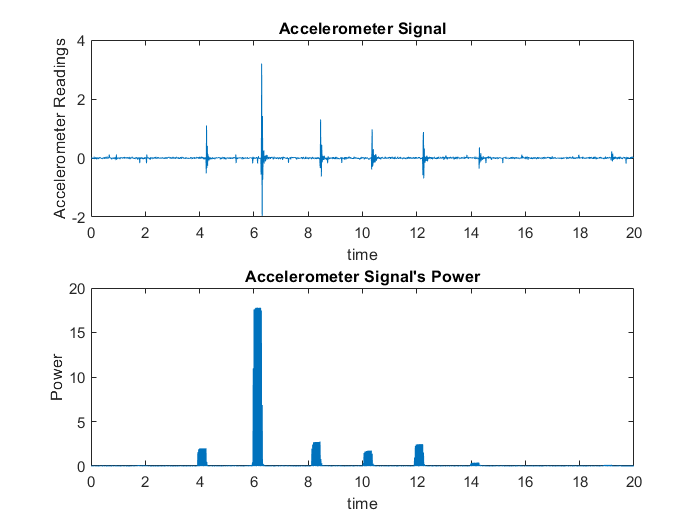 Accelerometer Signal
Accelerometer Readings
4
2
0
-2
0 2 4 6 8 10 12 14 16 18 20
time
Accelerometer Signal's Power
Power
20
15
10
5
0
0 2 4 6 8 10 12 14 16 18 20
time